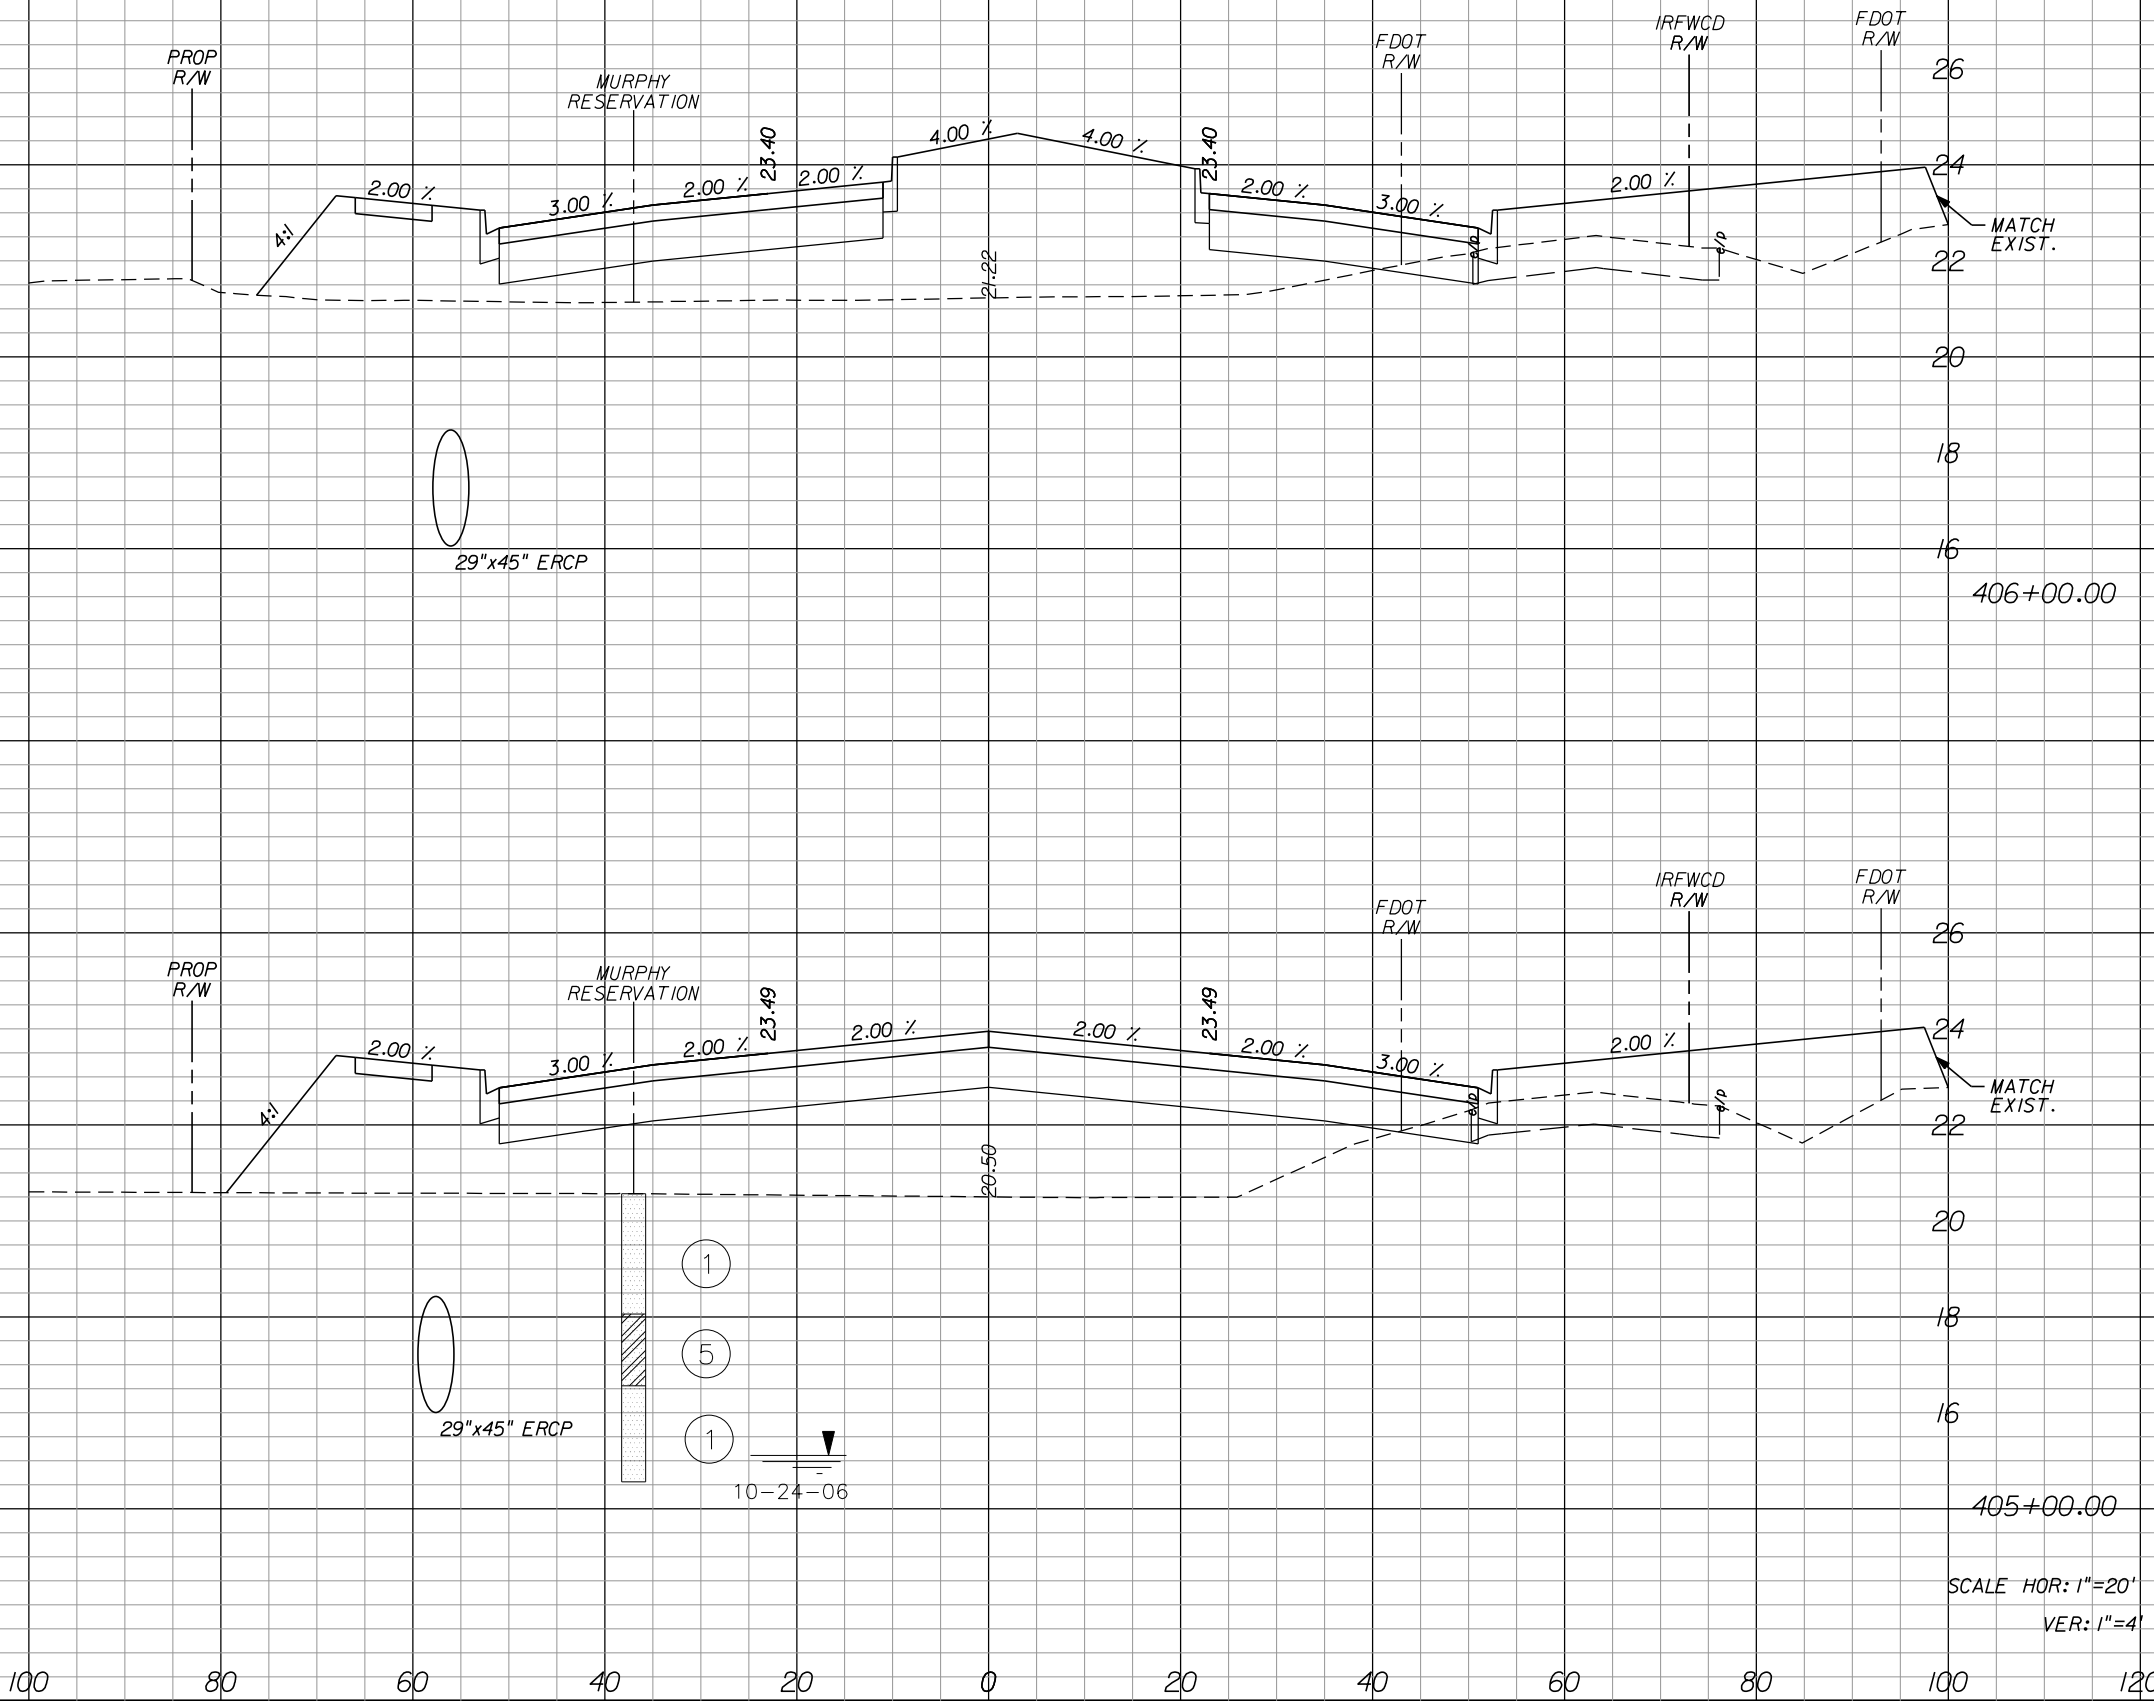 FDOT
R/W
IRFWCD
R/W
FDOT
R/W
PROP
R/W
MURPHY
RESERVATION
26
24
22
20
18
16
4:1
2.00 %
3.00 %
2.00 %
23.40
2.00 %
4.00 %
4.00 %
23.40
2.00 %
3.00 %
e/p
2.00 %
e/p
MATCH
EXIST.
21.22
29"x45" ERCP
406+00.00
IRFWCD
R/W
FDOT
R/W
FDOT
R/W
PROP
R/W
MURPHY
RESERVATION
26
24
22
20
18
16
4:1
2.00 %
3.00 %
2.00 %
23.49
2.00 %
2.00 %
23.49
2.00 %
3.00 %
e/p
2.00 %
e/p
MATCH
EXIST.
20.50
1
5
1
29"x45" ERCP
10-24-06
405+00.00
SCALE HOR: 1"=20'
VER: 1"=4'
100 80 60 40 20 0 20 40 60 80 100 120